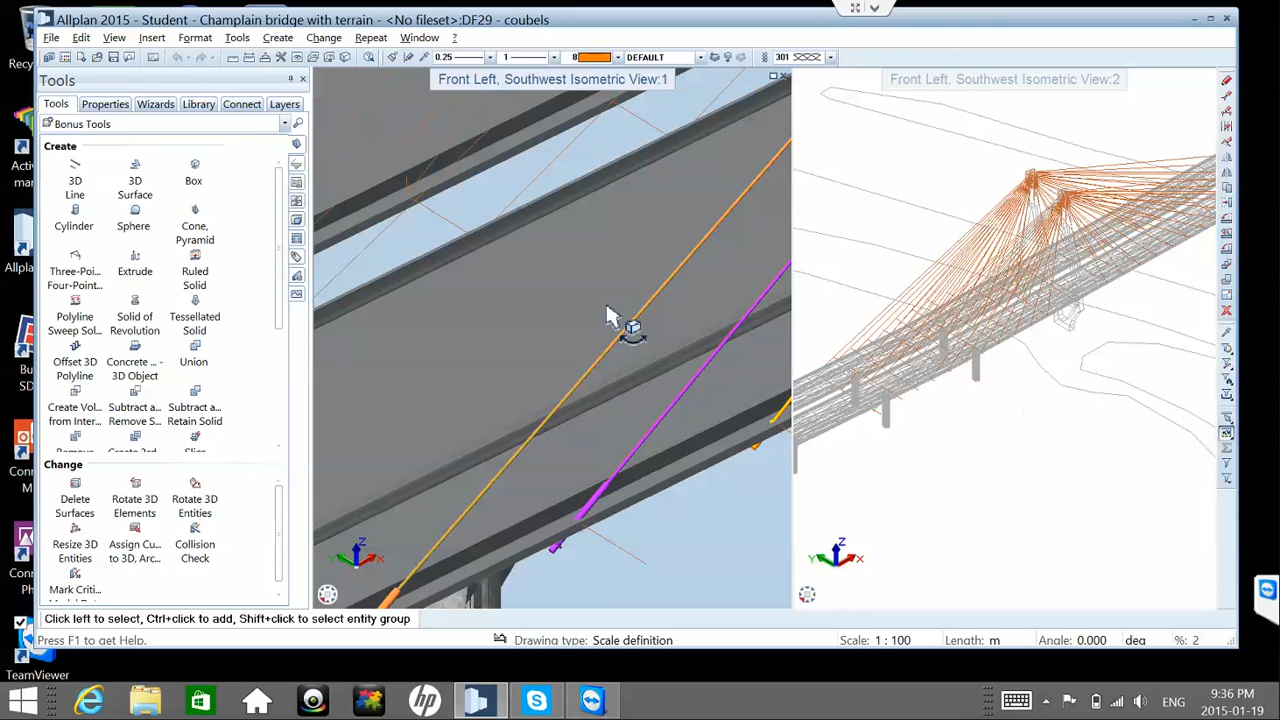 Recy
Allplan 2015 - Student - Champlain bridge with terrain - <No fileset>:DF29 - coubels
File Edit View Insert Format Tools Create Change Repeat Window ?
0.25 1 8 DEFAULT 301
Tools
Front Left, Southwest Isometric View:1
Front Left, Southwest Isometric View:2
Tools Properties Wizards Library Connect Layers
Bonus Tools
Create
3D Line
3D Surface
Box
Cylinder
Sphere
Cone, Pyramid
Three-Poi... Four-Point...
Extrude
Ruled Solid
Polyline Sweep Sol...
Solid of Revolution
Tessellated Solid
Offset 3D Polyline
Concrete ... 3D Object
Union
Create Vol... from Inter...
Subtract a... Remove S...
Subtract a... Retain Solid
Change
Delete Surfaces
Rotate 3D Elements
Rotate 3D Entities
Resize 3D Entities
Assign Cu... to 3D, Arc...
Collision Check
Mark Criti...
Z
Y X
Z
Y X
Click left to select, Ctrl+click to add, Shift+click to select entity group
Press F1 to get Help.
Drawing type: Scale definition
Scale: 1 : 100 Length: m Angle: 0.000 deg %: 2
Activ
ma
Allpla
Bu
SD
Con
M
Conn
Ph
TeamViewer
hp
ENG
9:36 PM
2015-01-19